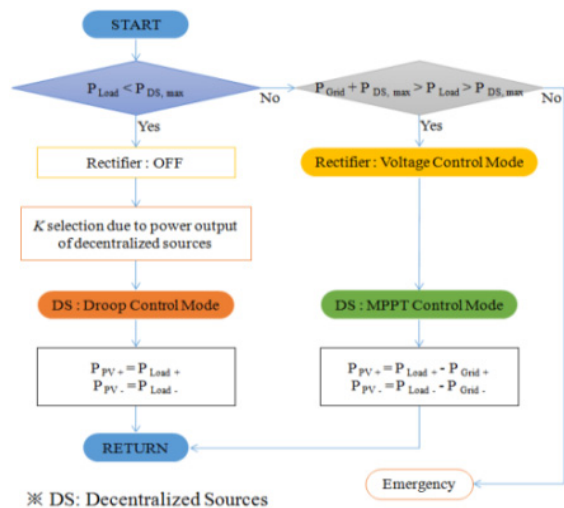 START
P Load < P DS, max
No
P Grid + P DS, max > P Load > P DS, max
No
Yes
Yes
Rectifier : OFF
Rectifier : Voltage Control Mode
K selection due to power output
of decentralized sources
DS : Droop Control Mode
DS : MPPT Control Mode
P PV + = P Load +
P PV - = P Load -
P PV + = P Load + - P Grid +
P PV - = P Load - - P Grid -
RETURN
Emergency
※ DS: Decentralized Sources